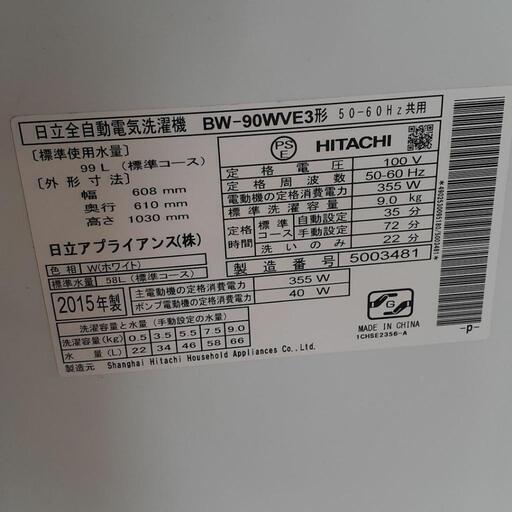 日立全自動電気洗濯機 BW-90WVE3形 50-60Hz共用
[標準使用水量]
99L (標準コース)
[外形寸法]
幅 608 mm
奥行 610 mm
高さ 1030 mm
日立アプライアンス(株)
PS
E
HITACHI
定格電圧 100 V
定格周波数 50-60 Hz
電動機の定格消費電力 355 W
標準洗濯容量 9.0 kg
定格時間 標準 自動設定 35 分
手動設定 72 分
洗いのみ 22 分
製造番号 5003481
色相 W(ホワイト)
標準水量 58L (標準コース)
2015年製
主電動機の定格消費電力 355 W
ポンプ電動機の定格消費電力 40 W
洗濯容量と水量 (手動設定の水量)
洗濯容量(kg) 0.5 3.5 5.5 7.5 9.0
水量(L) 22 34 46 58 66
製造元 Shanghai Hitachi Household Appliances Co.,Ltd.
G
MADE IN CHINA
1CHSE2356-A
-p-